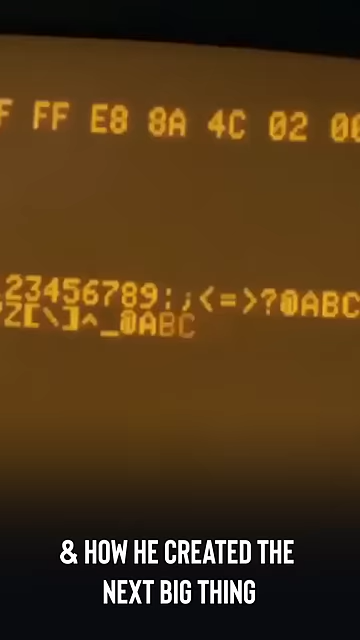 FF E8 8A 4C 02
23456789:;<=>?@ABC
Z[\]^_@ABC
& HOW HE CREATED THE
NEXT BIG THING